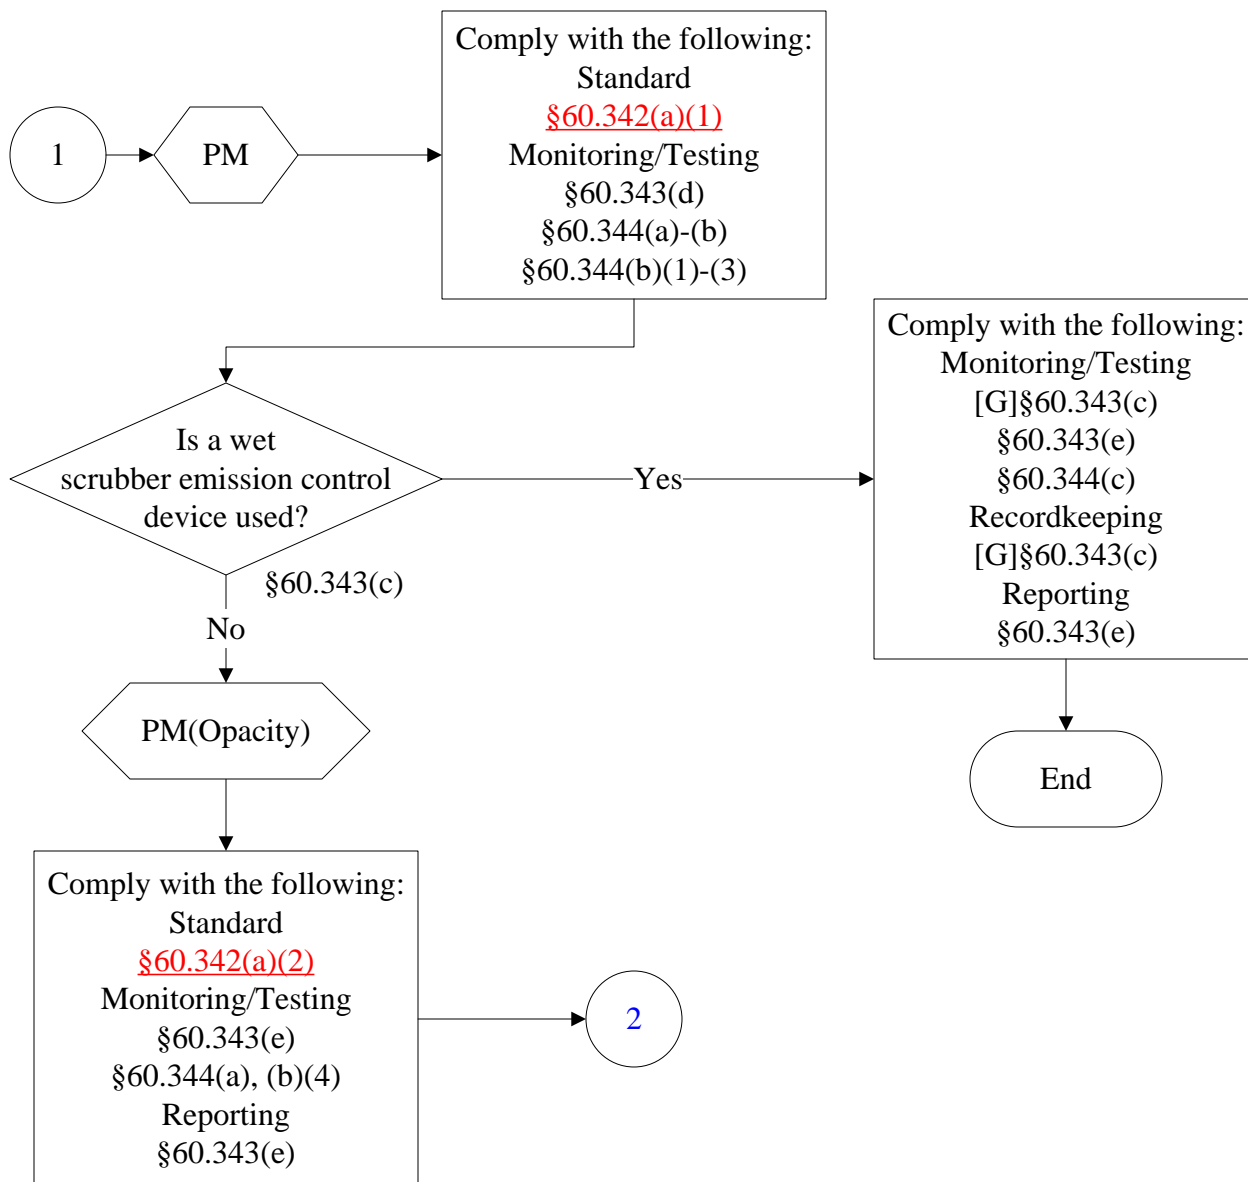 1
PM
Comply with the following:
Standard
§60.342(a)(1)
Monitoring/Testing
§60.343(d)
§60.344(a)-(b)
§60.344(b)(1)-(3)
Is a wet
scrubber emission control
device used?
§60.343(c)
Yes
Comply with the following:
Monitoring/Testing
[G]§60.343(c)
§60.343(e)
§60.344(c)
Recordkeeping
[G]§60.343(c)
Reporting
§60.343(e)
End
No
PM(Opacity)
Comply with the following:
Standard
§60.342(a)(2)
Monitoring/Testing
§60.343(e)
§60.344(a), (b)(4)
Reporting
§60.343(e)
2